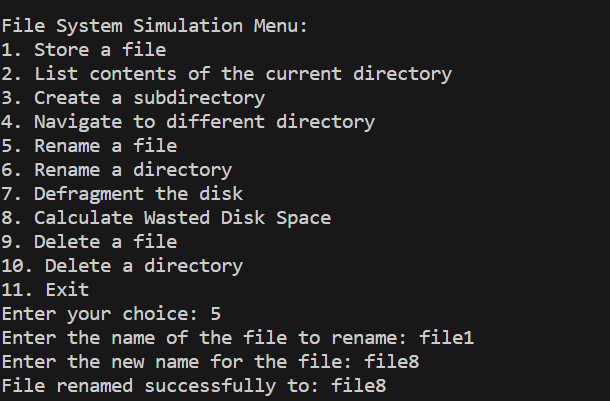 File System Simulation Menu:
1. Store a file
2. List contents of the current directory
3. Create a subdirectory
4. Navigate to different directory
5. Rename a file
6. Rename a directory
7. Defragment the disk
8. Calculate Wasted Disk Space
9. Delete a file
10. Delete a directory
11. Exit
Enter your choice: 5
Enter the name of the file to rename: file1
Enter the new name for the file: file8
File renamed successfully to: file8